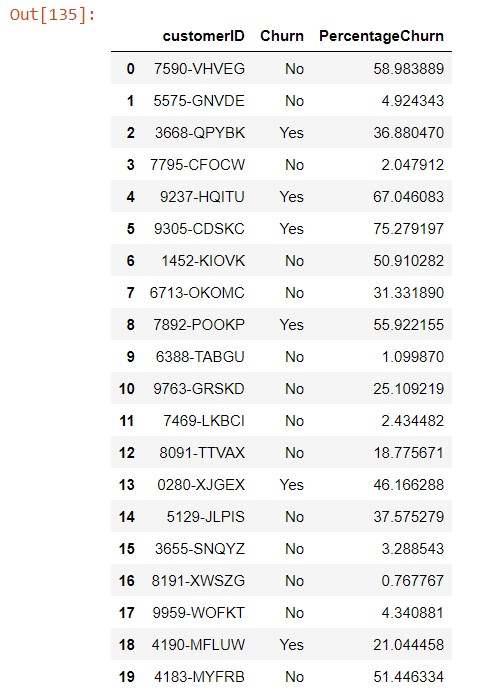 Out[135]:
customerID Churn PercentageChurn
0 7590-VHVEG No 58.983889
1 5575-GNVDE No 4.924343
2 3668-QPYBK Yes 36.880470
3 7795-CFOCW No 2.047912
4 9237-HQITU Yes 67.046083
5 9305-CDSKC Yes 75.279197
6 1452-KIOVK No 50.910282
7 6713-OKOMC No 31.331890
8 7892-POOKP Yes 55.922155
9 6388-TABGU No 1.099870
10 9763-GRSKD No 25.109219
11 7469-LKBCI No 2.434482
12 8091-TTVAX No 18.775671
13 0280-XJGEX Yes 46.166288
14 5129-JLPIS No 37.575279
15 3655-SNQYZ No 3.288543
16 8191-XWSZG No 0.767767
17 9959-WOFKT No 4.340881
18 4190-MFLUW Yes 21.044458
19 4183-MYFRB No 51.446334